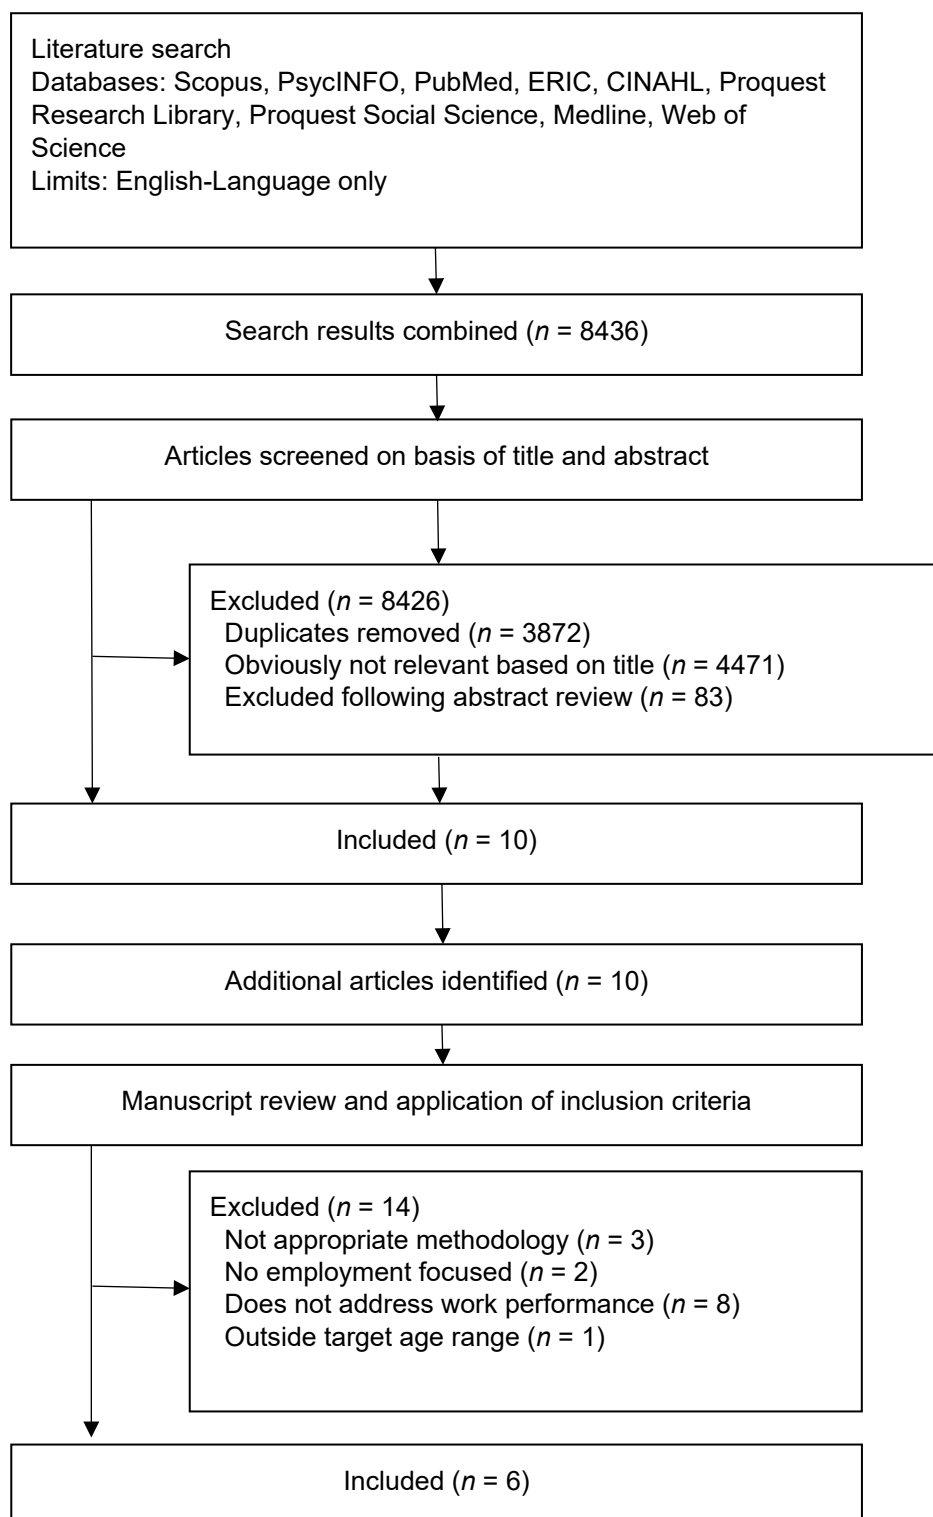 Literature search
Databases: Scopus, PsycINFO, PubMed, ERIC, CINAHL, Proquest
Research Library, Proquest Social Science, Medline, Web of
Science
Limits: English-Language only
Search results combined (n = 8436)
Articles screened on basis of title and abstract
Excluded (n = 8426)
Duplicates removed (n = 3872)
Obviously not relevant based on title (n = 4471)
Excluded following abstract review (n = 83)
Included (n = 10)
Additional articles identified (n = 10)
Manuscript review and application of inclusion criteria
Excluded (n = 14)
Not appropriate methodology (n = 3)
No employment focused (n = 2)
Does not address work performance (n = 8)
Outside target age range (n = 1)
Included (n = 6)